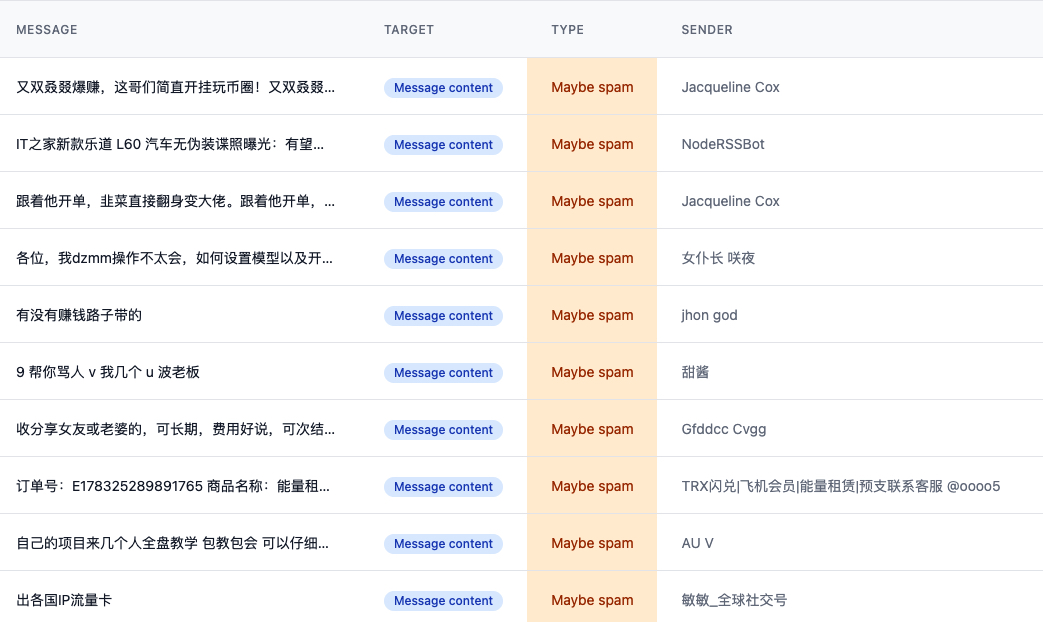 MESSAGE TARGET TYPE SENDER
又双叒叕爆赚，这哥们简直开挂玩币圈！又双叒叕... Message content Maybe spam Jacqueline Cox
IT之家新款乐道 L60 汽车无伪装谍照曝光：有望... Message content Maybe spam NodeRSSBot
跟着他开单，韭菜直接翻身变大佬。跟着他开单，... Message content Maybe spam Jacqueline Cox
各位，我dzmm操作不太会，如何设置模型以及开... Message content Maybe spam 女仆长 咲夜
有没有赚钱路子带的 Message content Maybe spam jhon god
9 帮你骂人 v 我几个 u 波老板 Message content Maybe spam 甜酱
收分享女友或老婆的，可长期，费用好说，可次结... Message content Maybe spam Gfddcc Cvgg
订单号：E178325289891765 商品名称：能量租... Message content Maybe spam TRX闪兑|飞机会员|能量租赁|预支联系客服 @oooo5
自己的项目来几个人全盘教学 包教包会 可以仔细... Message content Maybe spam AU V
出各国IP流量卡 Message content Maybe spam 敏敏_全球社交号